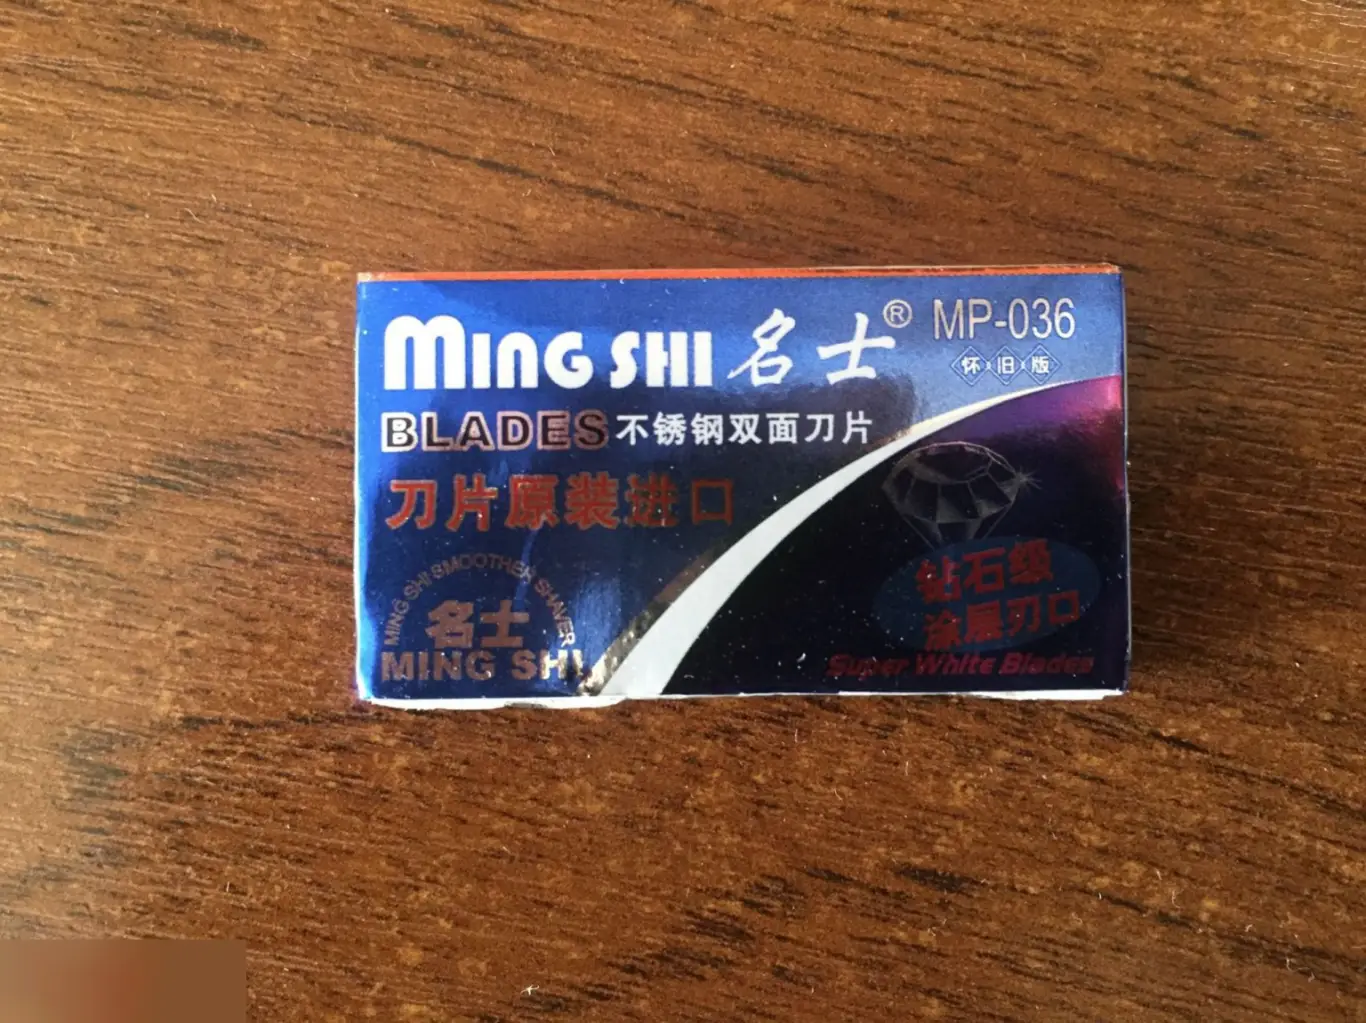 MING SHI 名士® MP-036
怀旧版
BLADES 不锈钢双面刀片
刀片原装进口
MING SHI SMOOTHER SHAVER
名士
MING SHI
钻石级
涂层刃口
Super White Blades